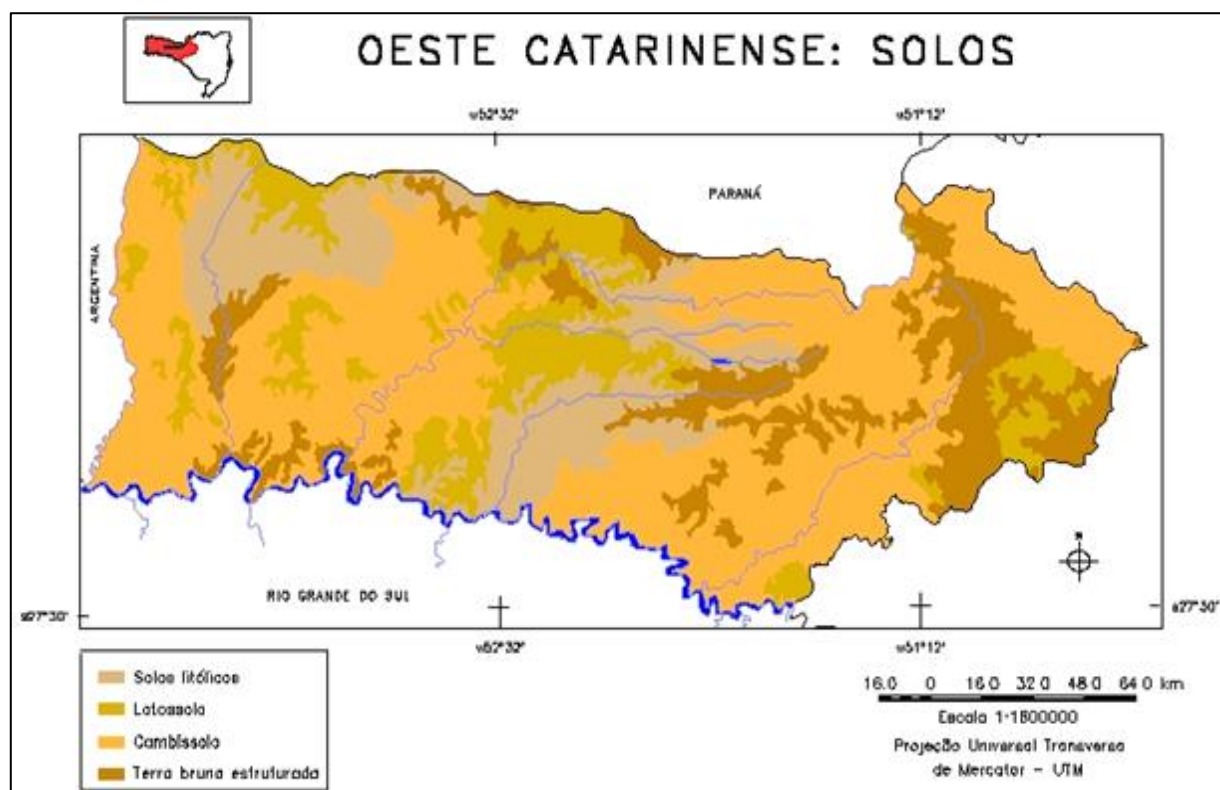 OESTE CATARINENSE: SOLOS
w52°32'
w51°12'
PARANÁ
ARGENTINA
N
RIO GRANDE DO SUL
s27°30'
s27°30'
w52°32'
w51°12'
Solos litólicos
Latossolo
Cambissolo
Terra bruna estruturada
16.0 0 16.0 32.0 48.0 64.0 km
Escala 1-1800000
Projeção Universal Transversa
de Mercator - UTM